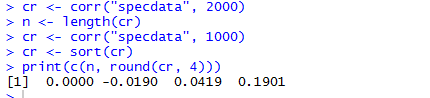 > cr <- corr("specdata", 2000)
> n <- length(cr)
> cr <- corr("specdata", 1000)
> cr <- sort(cr)
> print(c(n, round(cr, 4)))
[1]  0.0000 -0.0190  0.0419  0.1901
>